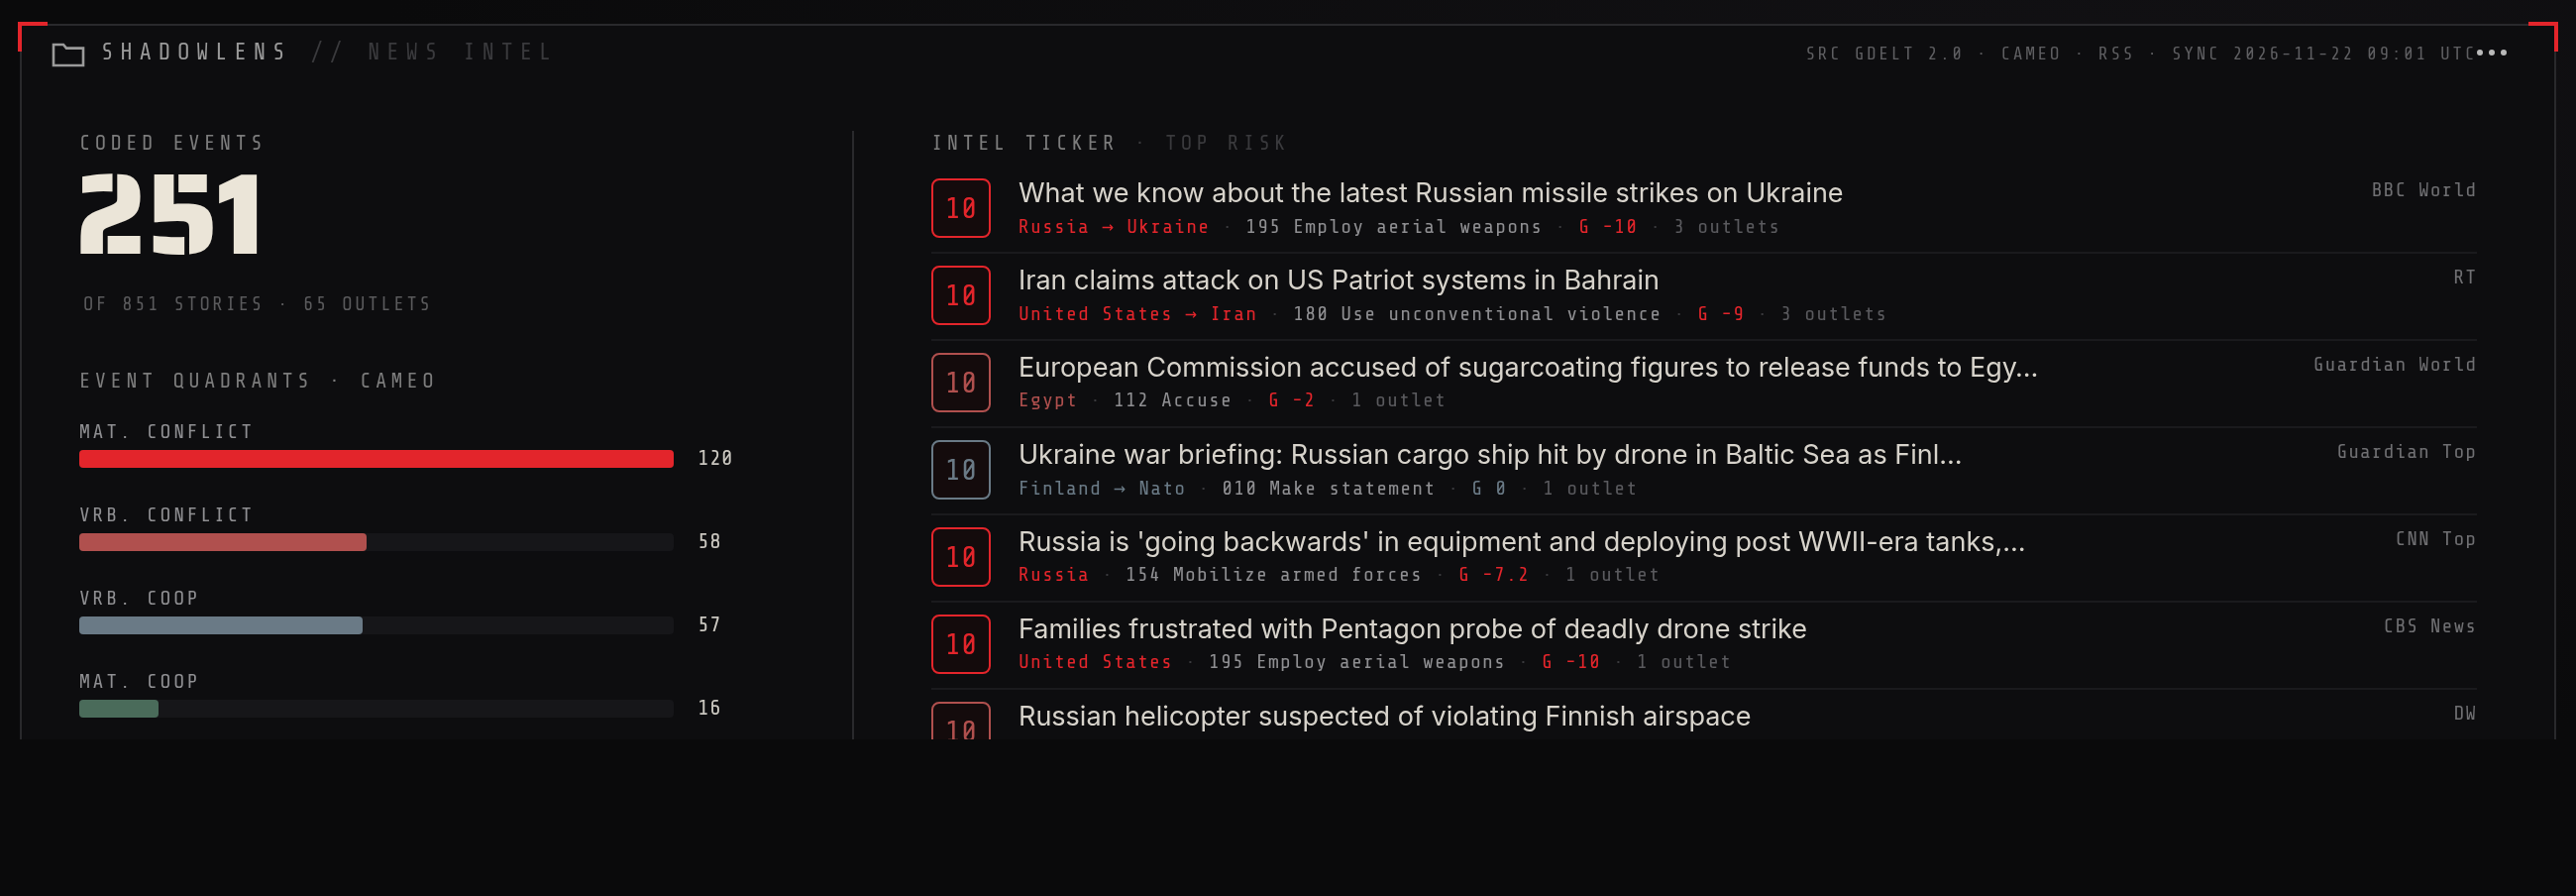 SHADOWLENS // NEWS INTEL
SRC GDELT 2.0 · CAMEO · RSS · SYNC 2026-11-22 09:01 UTC
CODED EVENTS
251
OF 851 STORIES · 65 OUTLETS
EVENT QUADRANTS · CAMEO
MAT. CONFLICT
120
VRB. CONFLICT
58
VRB. COOP
57
MAT. COOP
16
INTEL TICKER · TOP RISK
10
What we know about the latest Russian missile strikes on Ukraine
BBC World
Russia → Ukraine · 195 Employ aerial weapons · G -10 · 3 outlets
10
Iran claims attack on US Patriot systems in Bahrain
RT
United States → Iran · 180 Use unconventional violence · G -9 · 3 outlets
10
European Commission accused of sugarcoating figures to release funds to Egy...
Guardian World
Egypt · 112 Accuse · G -2 · 1 outlet
10
Ukraine war briefing: Russian cargo ship hit by drone in Baltic Sea as Finl...
Guardian Top
Finland → Nato · 010 Make statement · G 0 · 1 outlet
10
Russia is 'going backwards' in equipment and deploying post WWII-era tanks,...
CNN Top
Russia · 154 Mobilize armed forces · G -7.2 · 1 outlet
10
Families frustrated with Pentagon probe of deadly drone strike
CBS News
United States · 195 Employ aerial weapons · G -10 · 1 outlet
10
Russian helicopter suspected of violating Finnish airspace
DW